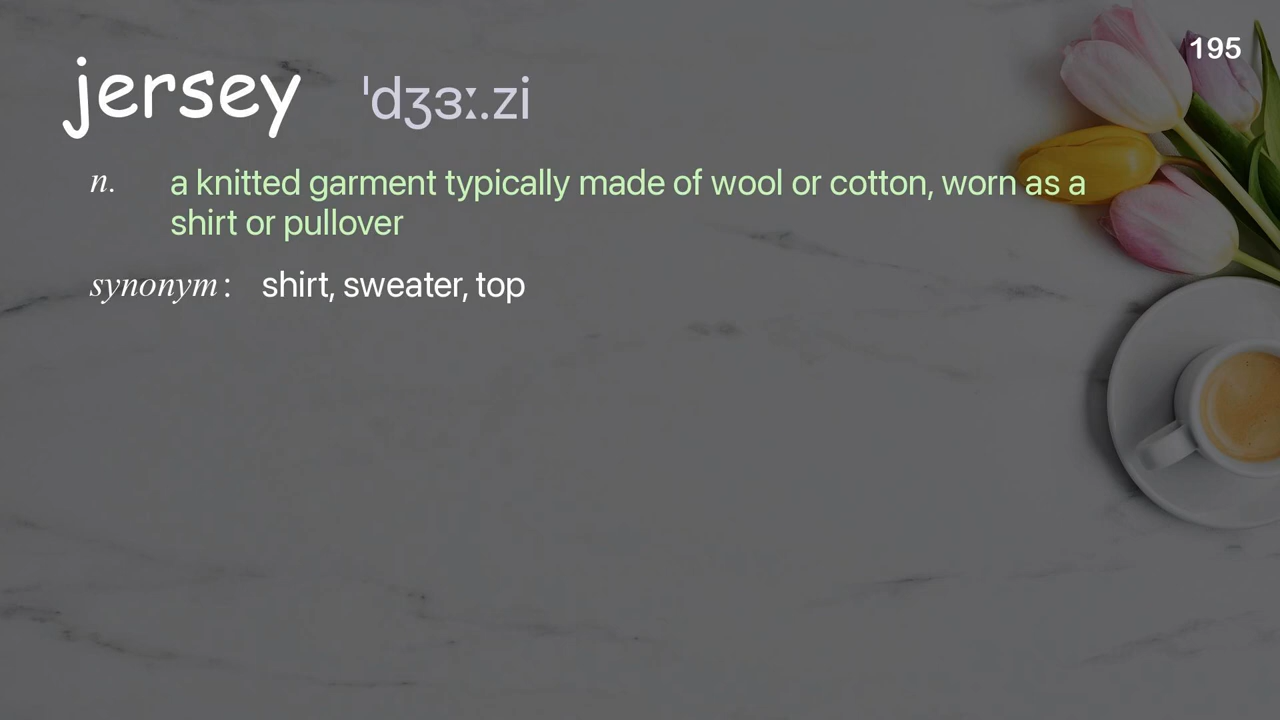 195
jersey ˈdʒɜː.zi
n. a knitted garment typically made of wool or cotton, worn as a
shirt or pullover
synonym: shirt, sweater, top